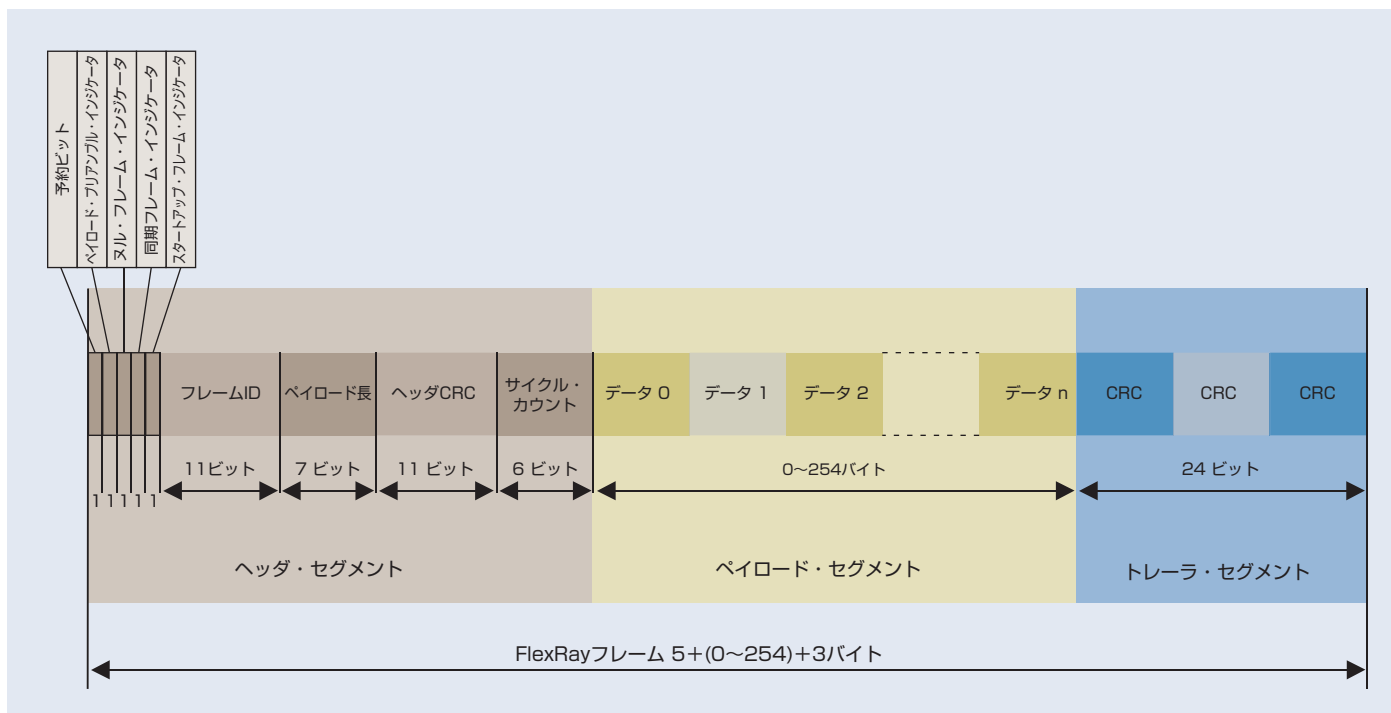 予約ビット
ペイロード・プリアンブル・インジケータ
ヌル・フレーム・インジケータ
同期フレーム・インジケータ
スタートアップ・フレーム・インジケータ
フレームID
ペイロード長
ヘッダCRC
サイクル・
カウント
データ 0
データ 1
データ 2
データ n
CRC
CRC
CRC
1 1 1 1 1
11ビット
7 ビット
11 ビット
6 ビット
0〜254バイト
24 ビット
ヘッダ・セグメント
ペイロード・セグメント
トレーラ・セグメント
FlexRayフレーム 5+(0〜254)+3バイト